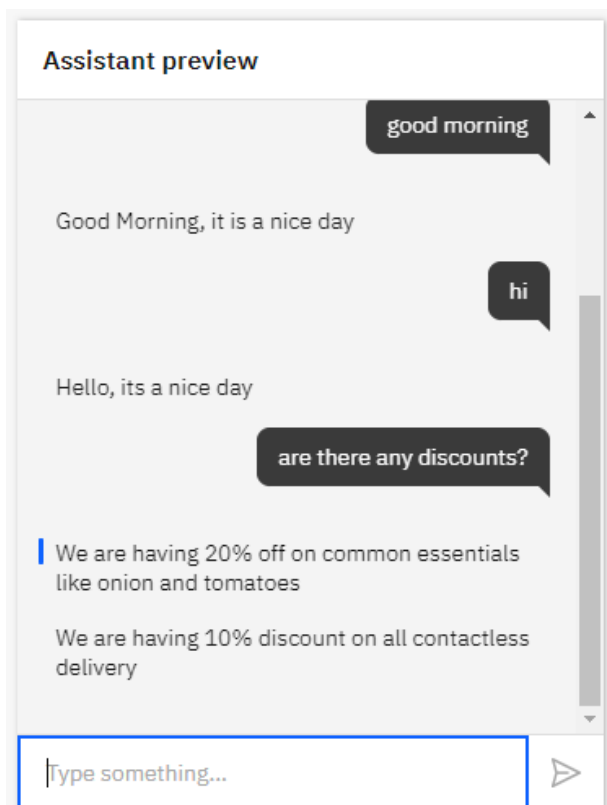 Assistant preview
good morning
Good Morning, it is a nice day
hi
Hello, its a nice day
are there any discounts?
We are having 20% off on common essentials
like onion and tomatoes
We are having 10% discount on all contactless
delivery
Type something...